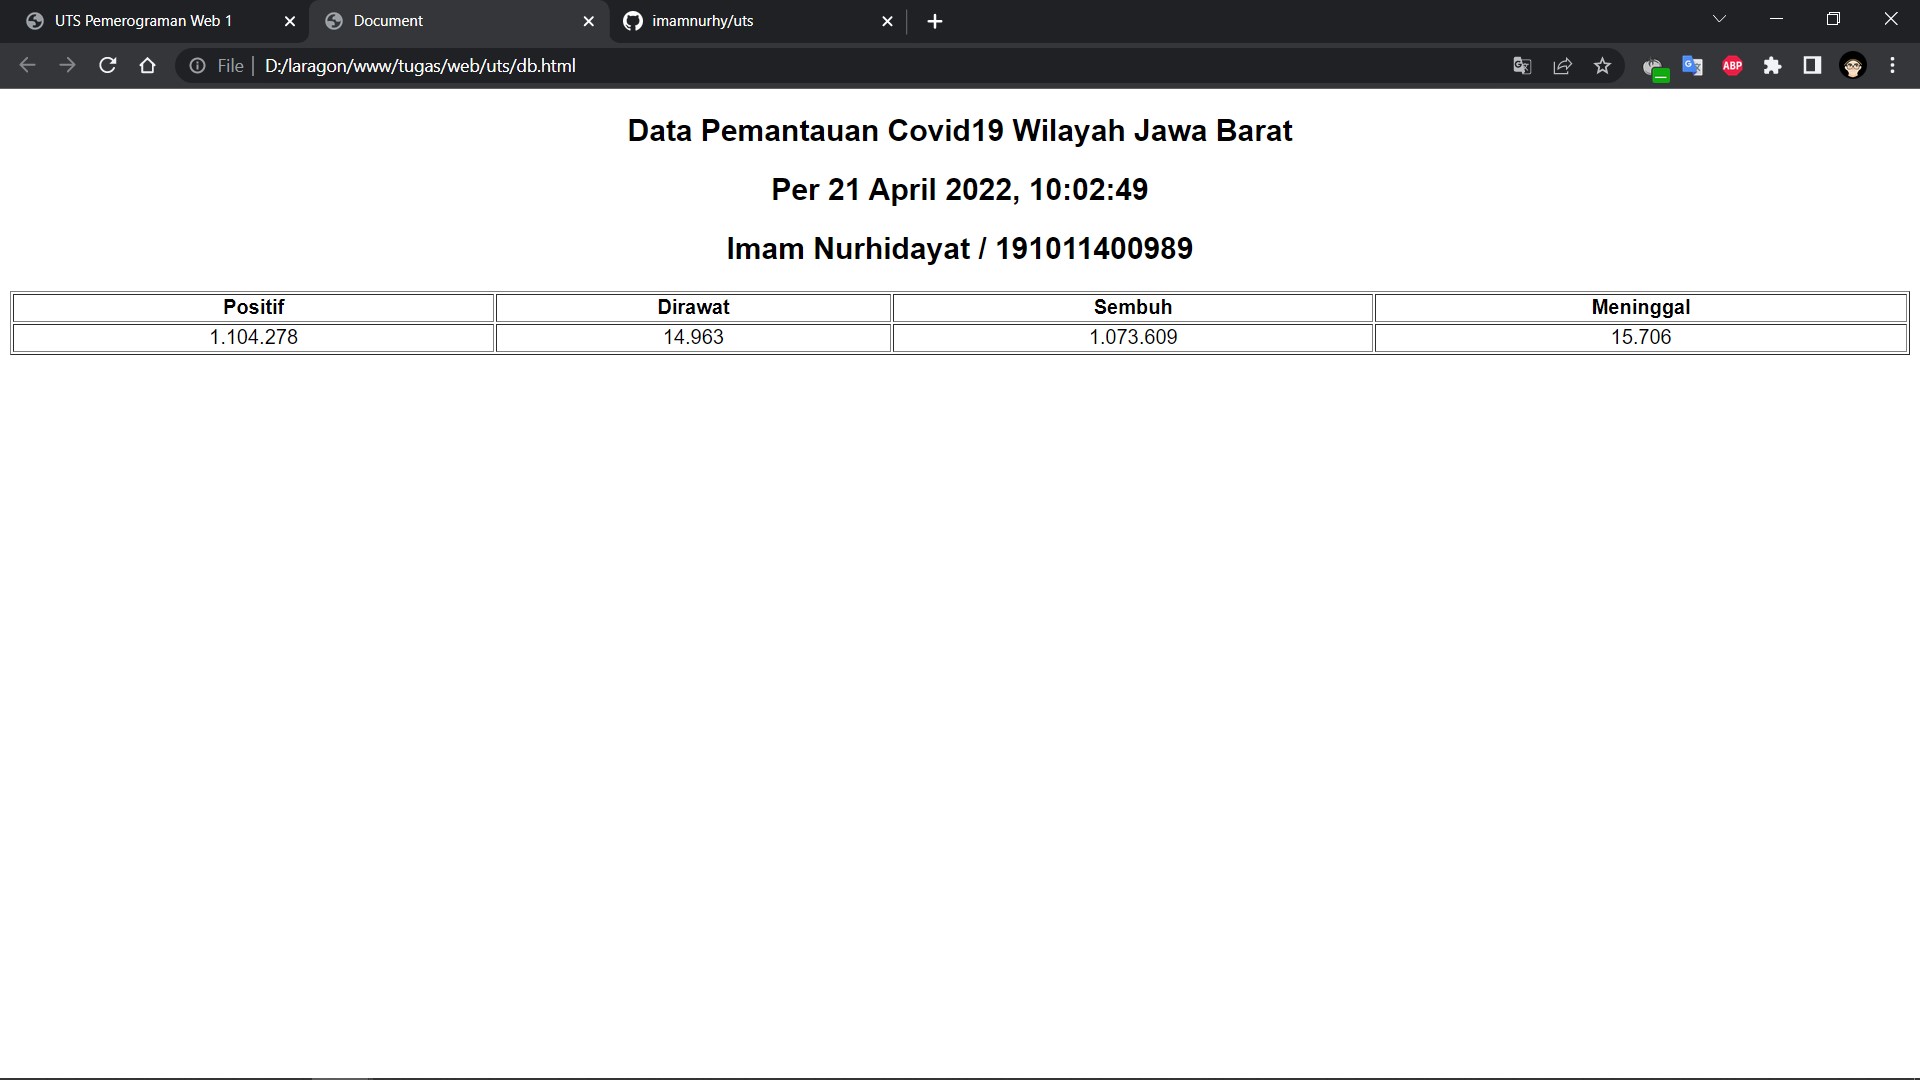 UTS Pemerograman Web 1
Document
imamnurhy/uts
File
D:/laragon/www/tugas/web/uts/db.html
ABP
Data Pemantauan Covid19 Wilayah Jawa Barat
Per 21 April 2022, 10:02:49
Imam Nurhidayat / 191011400989
Positif Dirawat Sembuh Meninggal
1.104.278 14.963 1.073.609 15.706